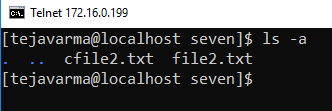 Telnet 172.16.0.199
[tejavarma@localhost seven]$ ls -a
.  ..  cfile2.txt  file2.txt
[tejavarma@localhost seven]$